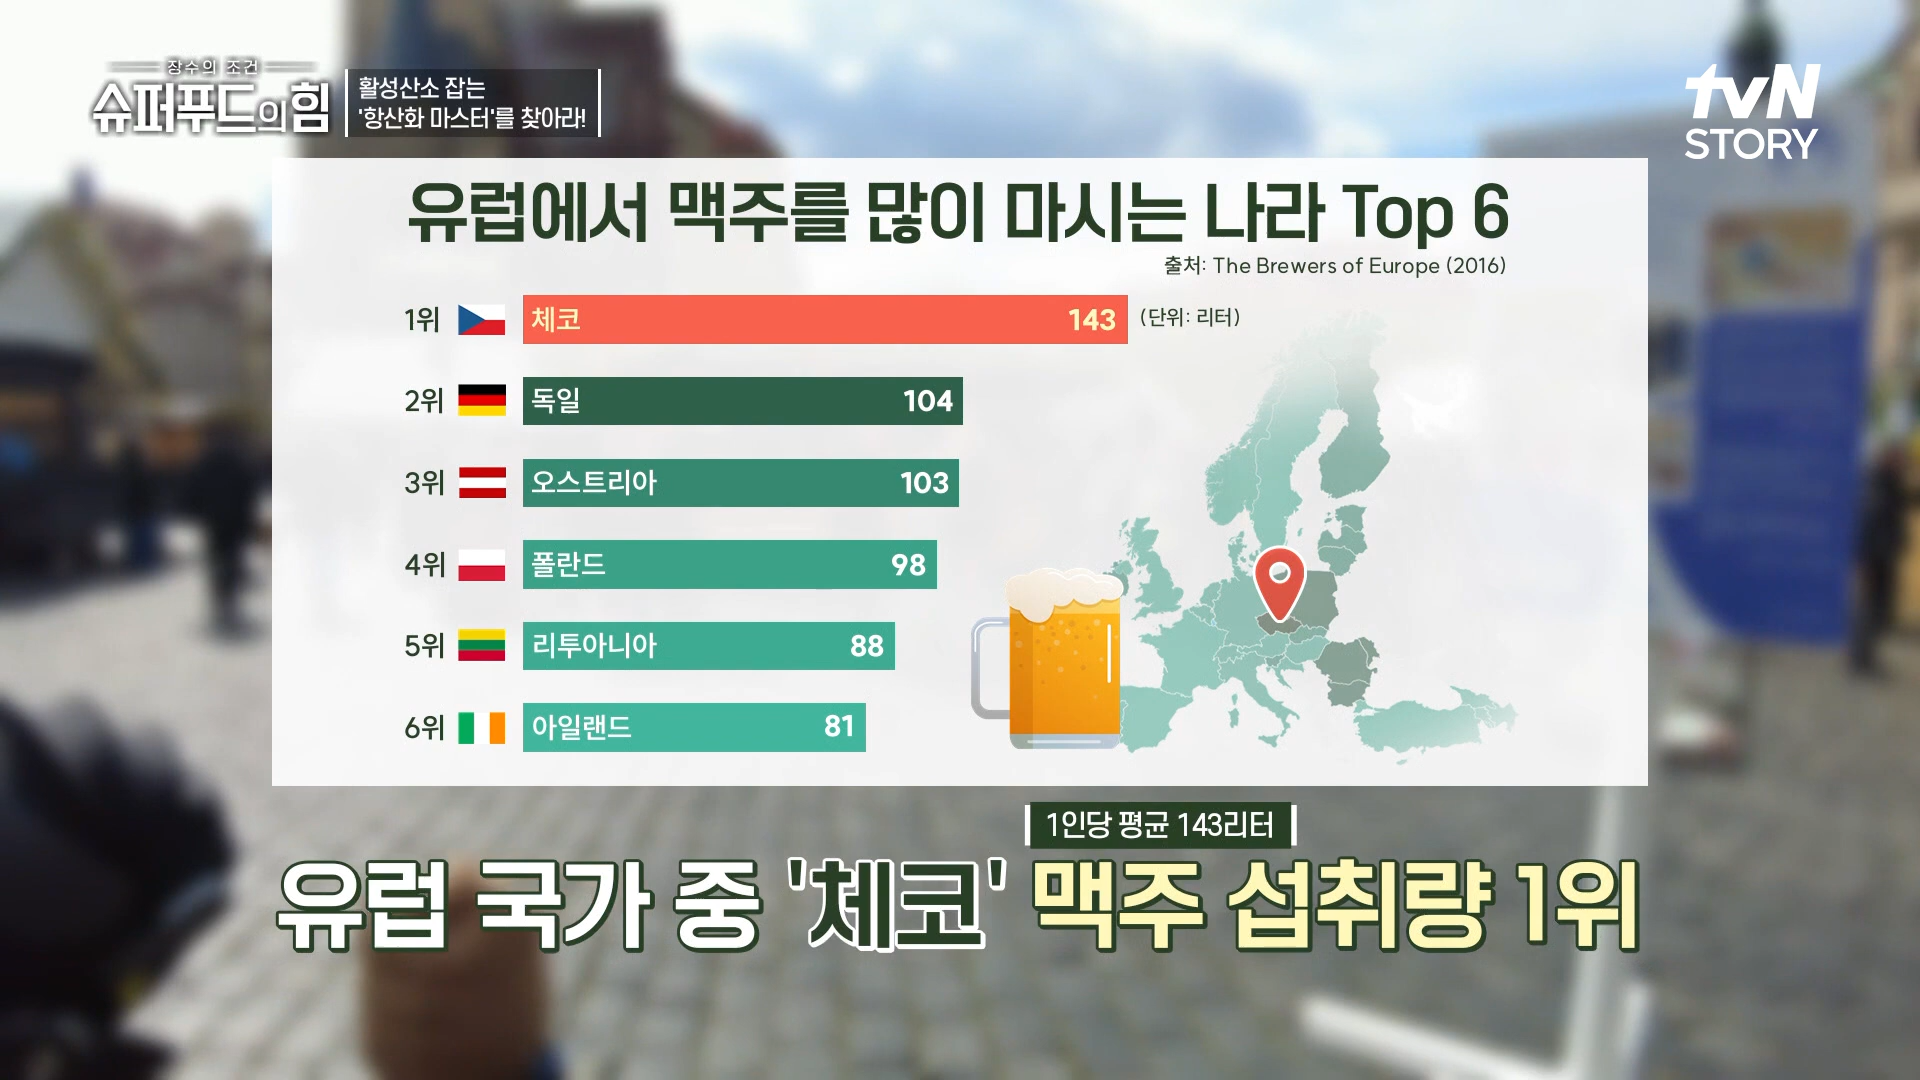 장수의 조건
슈퍼푸드의 힘
활성산소 잡는
'항산화 마스터'를 찾아라!
tvN
STORY
유럽에서 맥주를 많이 마시는 나라 Top 6
출처: The Brewers of Europe (2016)
1위 체코 143 (단위: 리터)
2위 독일 104
3위 오스트리아 103
4위 폴란드 98
5위 리투아니아 88
6위 아일랜드 81
1인당 평균 143리터
유럽 국가 중 '체코' 맥주 섭취량 1위